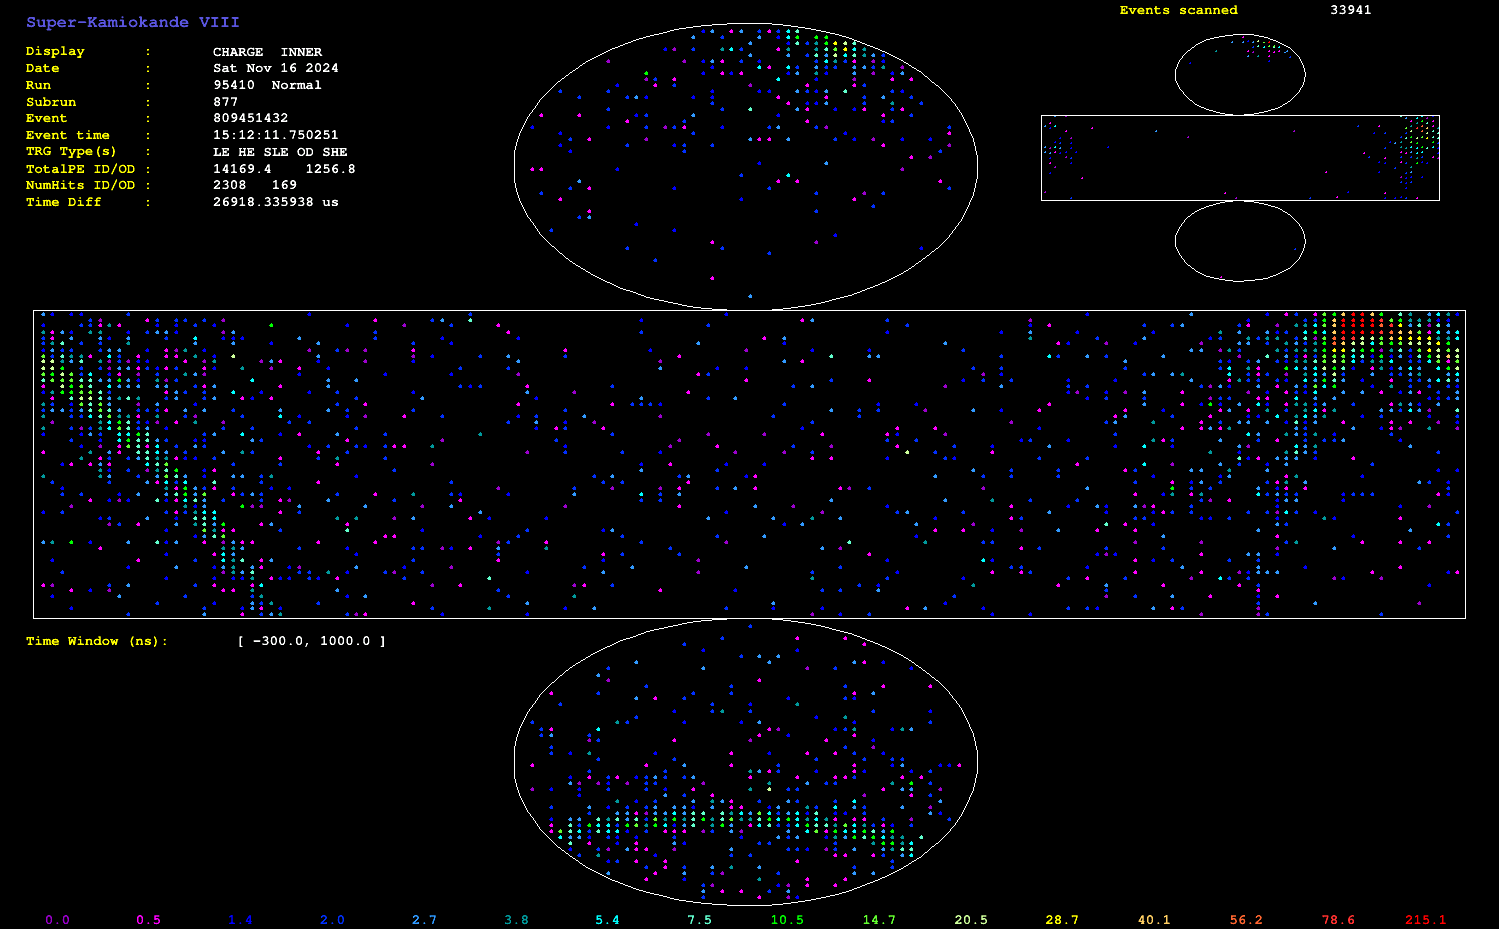 Super-Kamiokande VIII
Events scanned 33941
Display : CHARGE INNER
Date : Sat Nov 16 2024
Run : 95410 Normal
Subrun : 877
Event : 809451432
Event time : 15:12:11.750251
TRG Type(s) : LE HE SLE OD SHE
TotalPE ID/OD : 14169.4 1256.8
NumHits ID/OD : 2308 169
Time Diff : 26918.335938 us
Time Window (ns): [ -300.0, 1000.0 ]
0.0 0.5 1.4 2.0 2.7 3.8 5.4 7.5 10.5 14.7 20.5 28.7 40.1 56.2 78.6 215.1